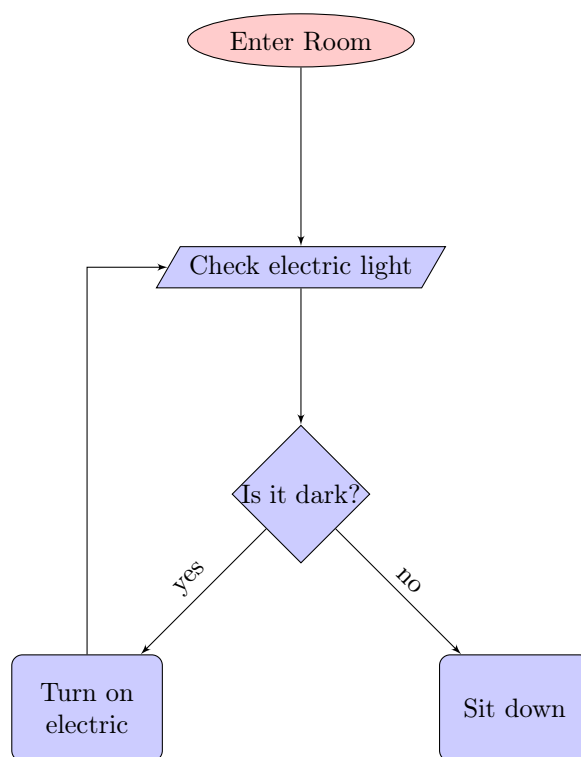 Enter Room
Check electric light
Is it dark?
yes
no
Turn on
electric
Sit down